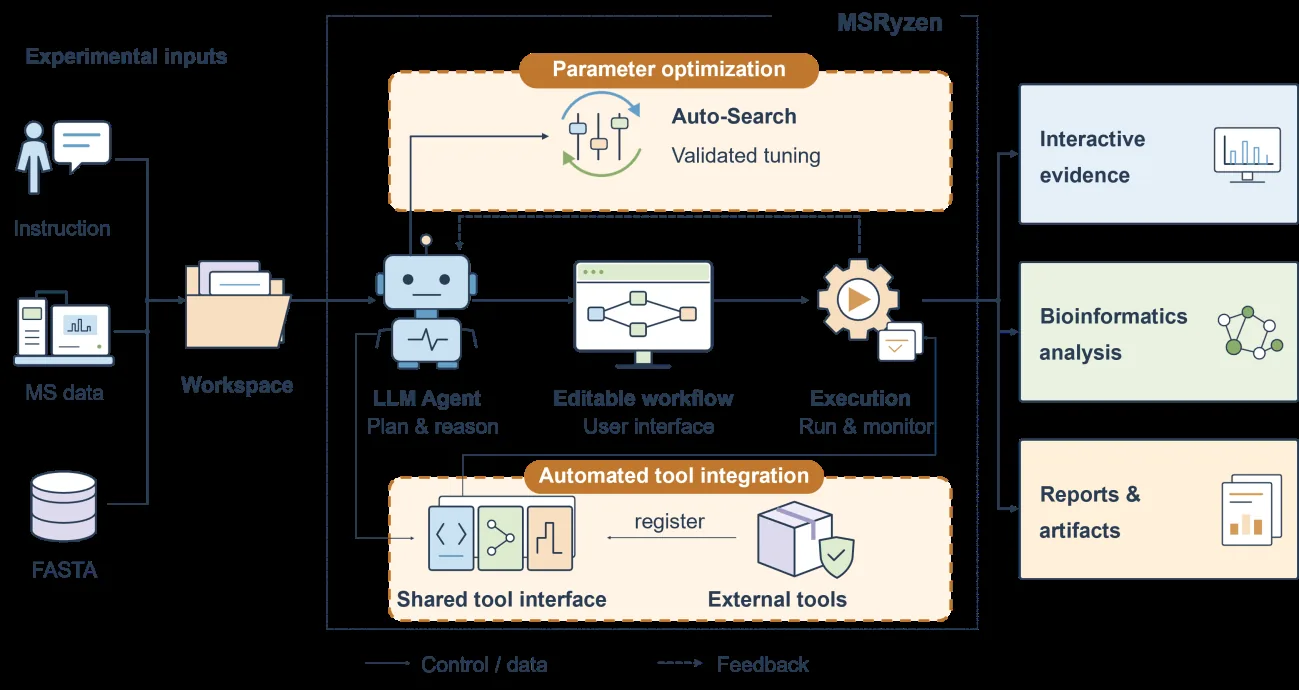 MSRyzen
Experimental inputs
Parameter optimization
Auto-Search
Validated tuning
Interactive
evidence
Instruction
Bioinformatics
analysis
MS data
Workspace
LLM Agent
Plan & reason
Editable workflow
User interface
Execution
Run & monitor
Automated tool integration
Reports &
artifacts
register
FASTA
Shared tool interface
External tools
Control / data
Feedback